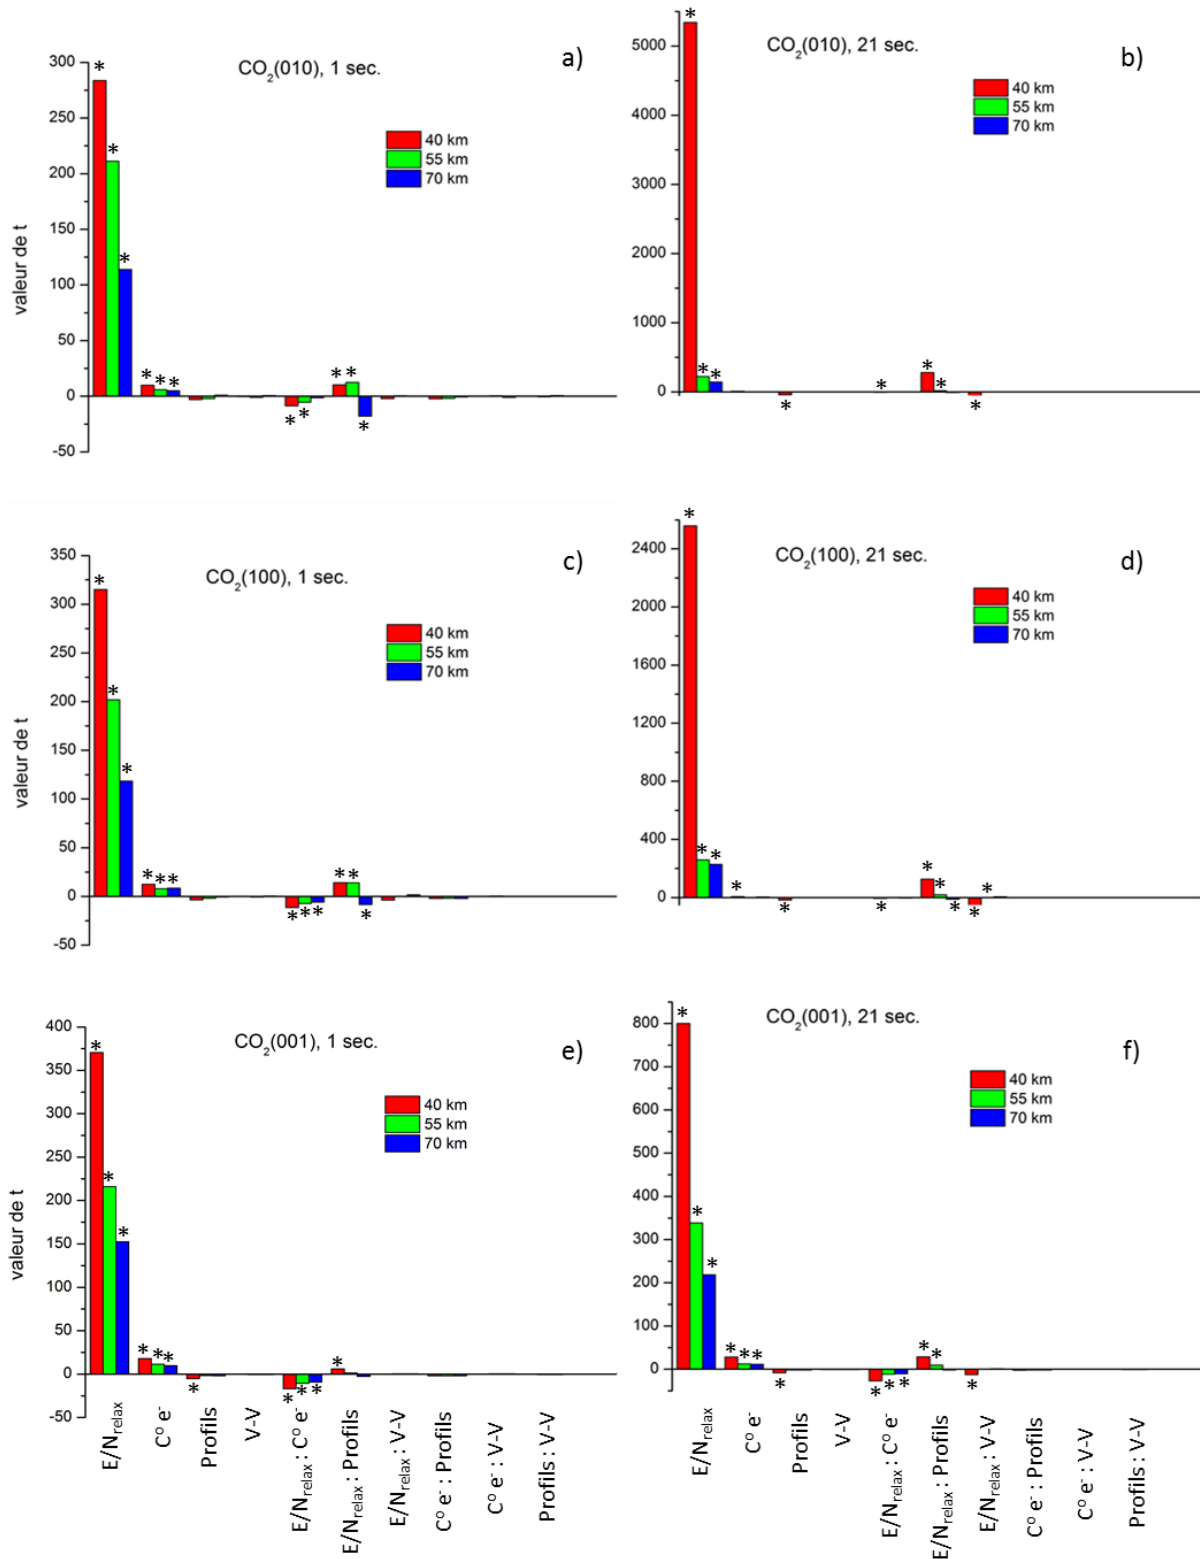 a)
CO2(010), 1 sec.
40 km
55 km
70 km
valeur de t
300
250
200
150
100
50
0
-50
b)
CO2(010), 21 sec.
40 km
55 km
70 km
5000
4000
3000
2000
1000
0
c)
CO2(100), 1 sec.
40 km
55 km
70 km
valeur de t
350
300
250
200
150
100
50
0
-50
d)
CO2(100), 21 sec.
40 km
55 km
70 km
2400
2000
1600
1200
800
400
0
e)
CO2(001), 1 sec.
40 km
55 km
70 km
valeur de t
400
350
300
250
200
150
100
50
0
-50
E/Nrelax
C° e-
Profils
V-V
E/Nrelax : C° e-
E/Nrelax : Profils
E/Nrelax : V-V
C° e- : Profils
C° e- : V-V
Profils : V-V
f)
CO2(001), 21 sec.
40 km
55 km
70 km
800
700
600
500
400
300
200
100
0
E/Nrelax
C° e-
Profils
V-V
E/Nrelax : C° e-
E/Nrelax : Profils
E/Nrelax : V-V
C° e- : Profils
C° e- : V-V
Profils : V-V